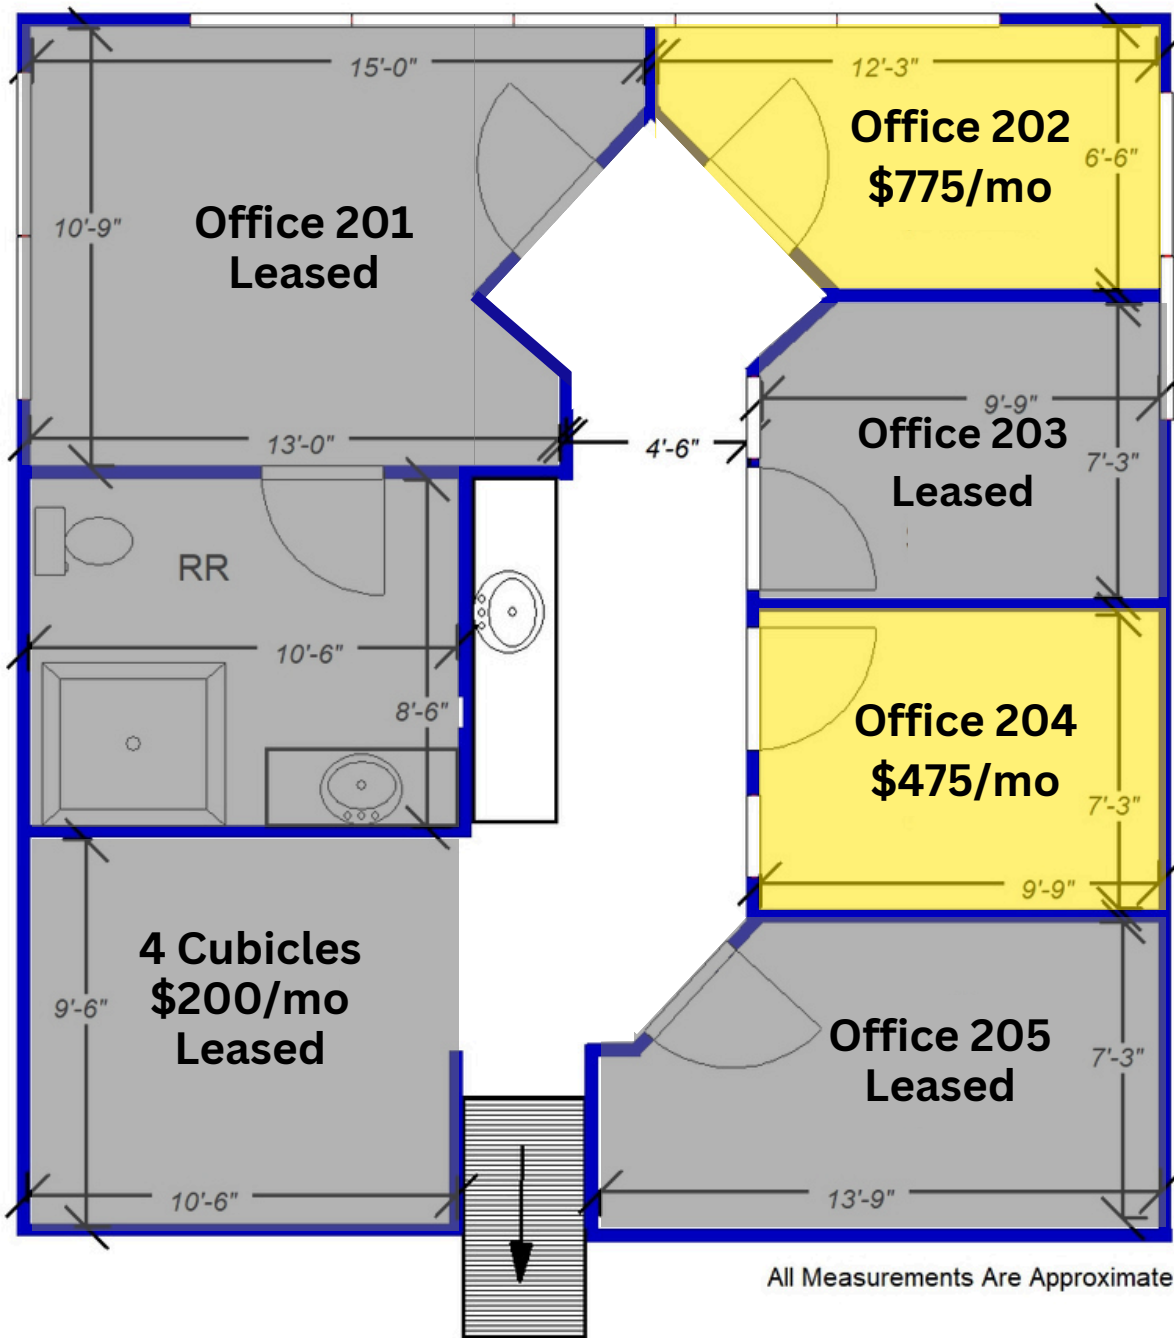 15'-0"
12'-3"
Office 202
$775/mo
6'-6"
10'-9"
Office 201
Leased
9'-9"
13'-0"
4'-6"
Office 203
Leased
7'-3"
RR
10'-6"
8'-6"
Office 204
$475/mo
7'-3"
9'-9"
4 Cubicles
$200/mo
Leased
9'-6"
Office 205
Leased
7'-3"
10'-6"
13'-9"
All Measurements Are Approximate